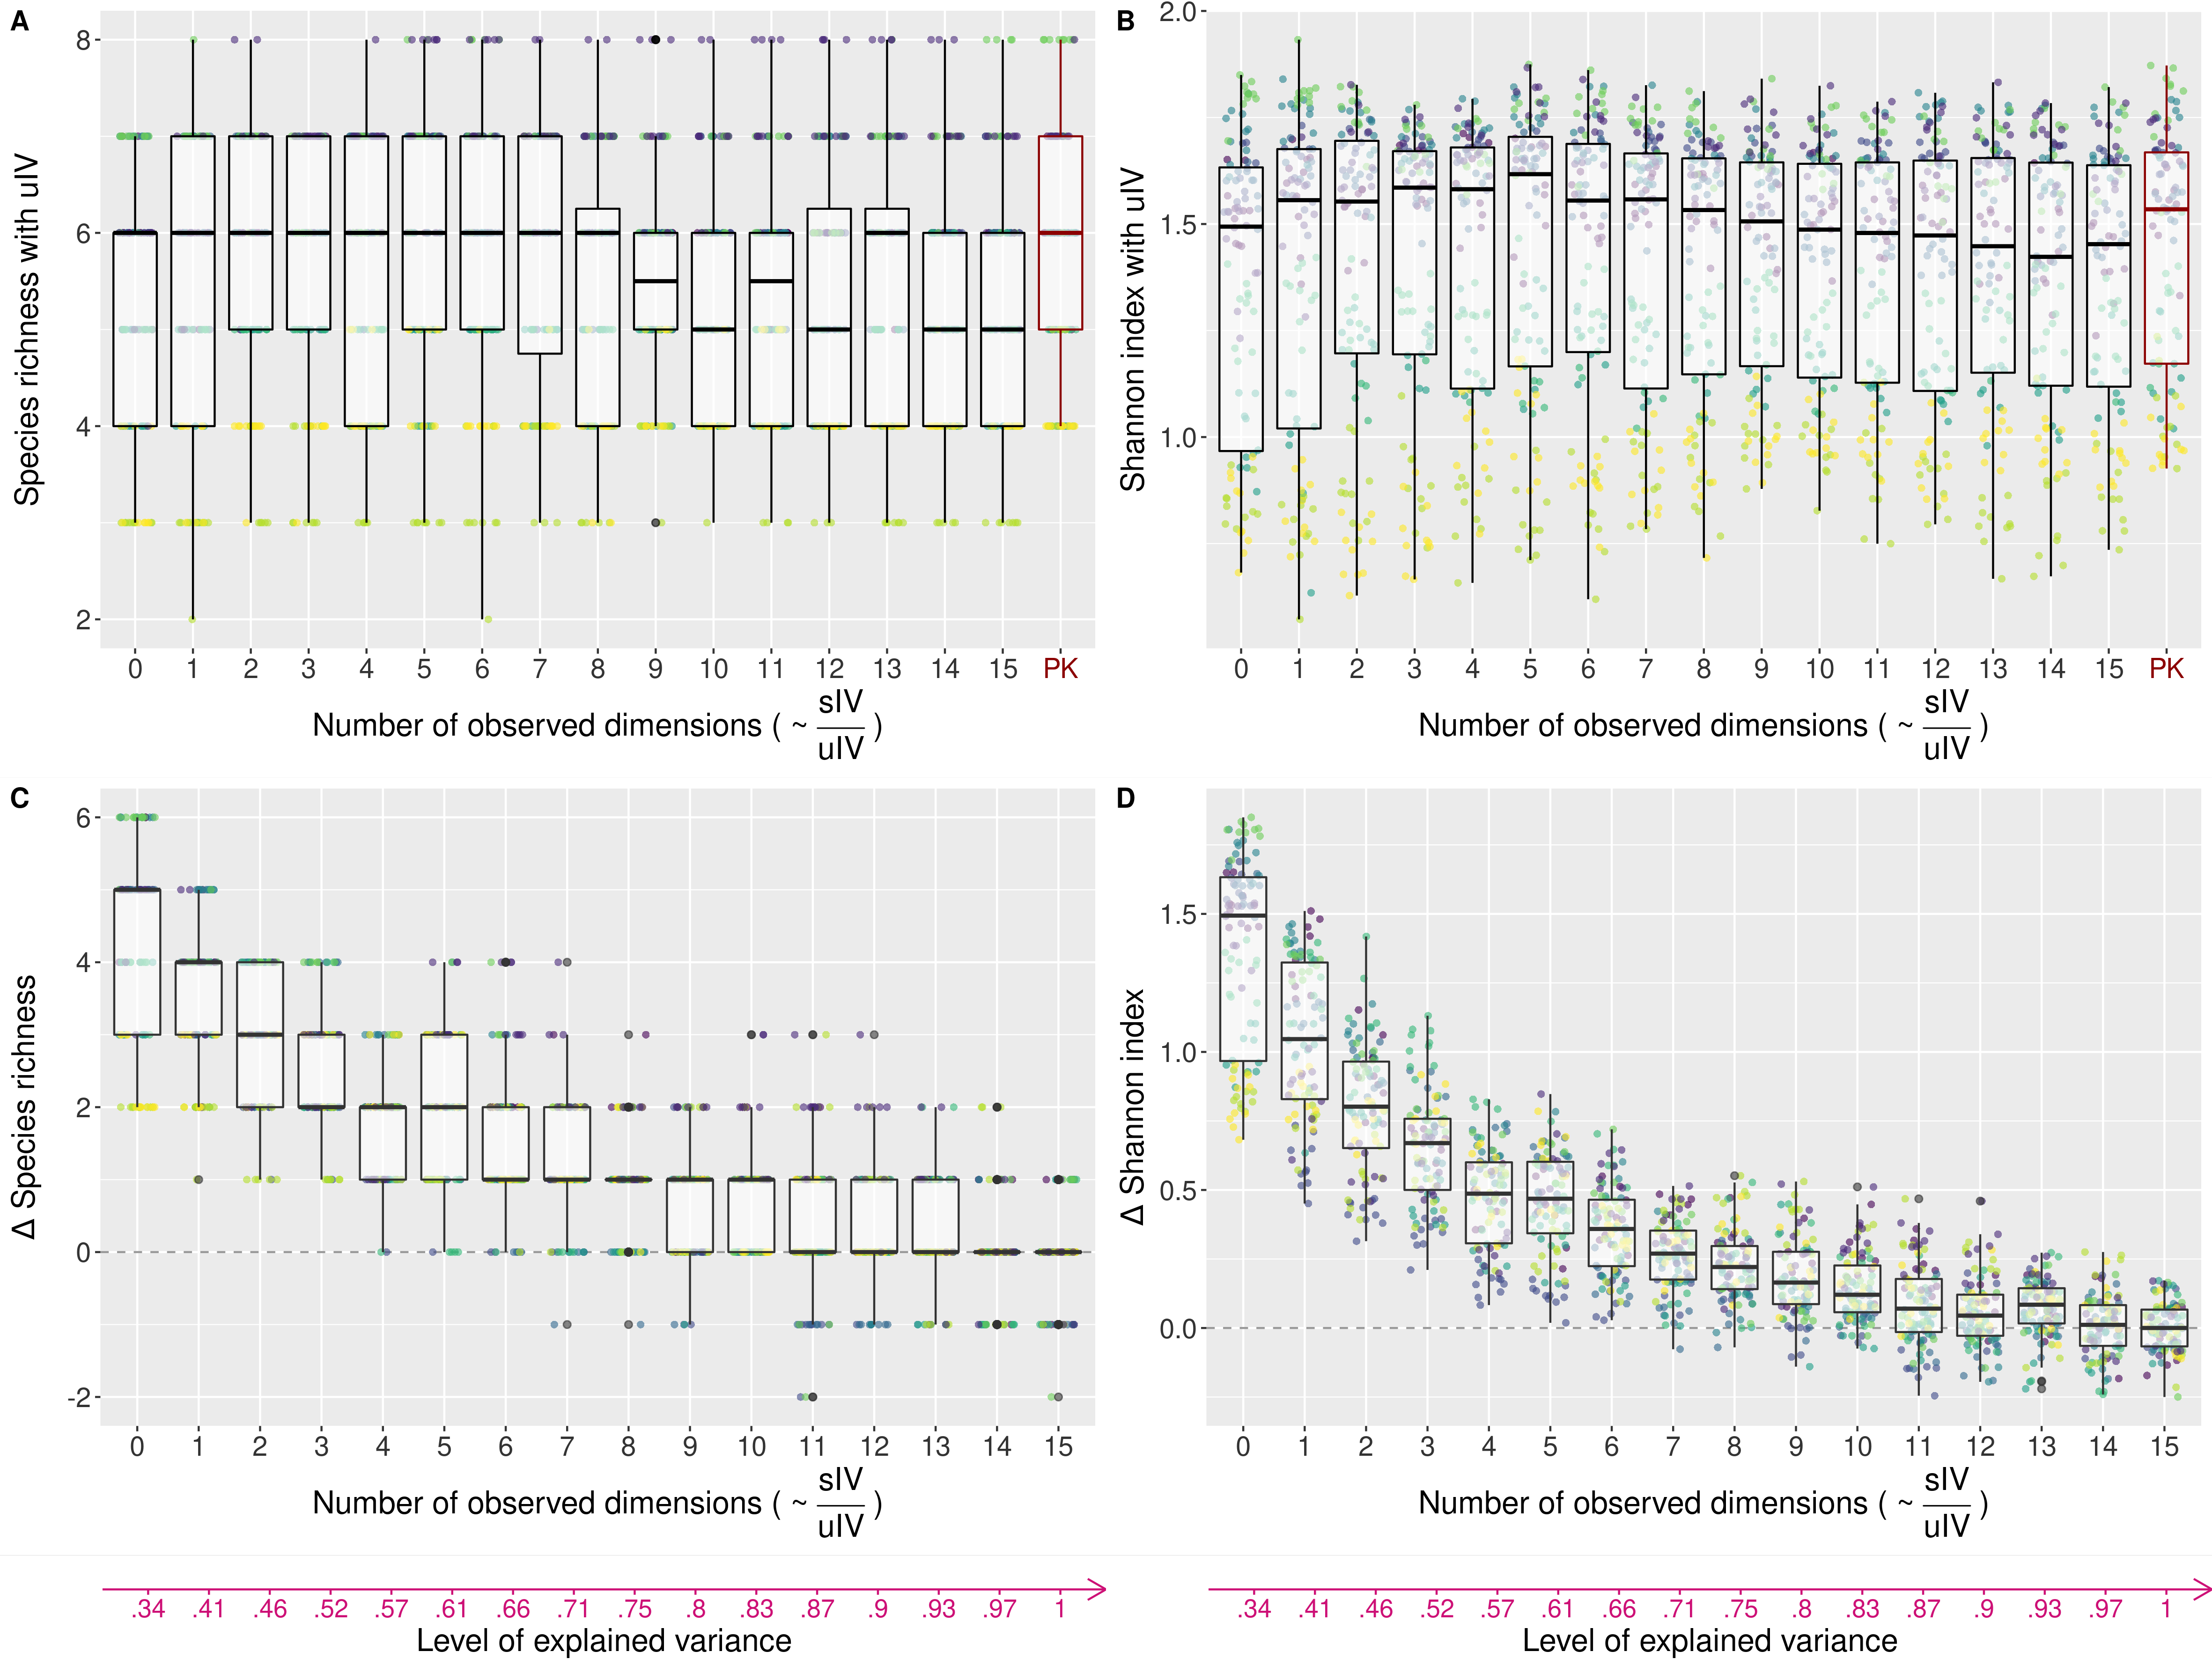 A
Species richness with uIV
8
6
4
2
0 1 2 3 4 5 6 7 8 9 10 11 12 13 14 15 PK
Number of observed dimensions ( ~ sIV/uIV )
B
Shannon index with uIV
2.0
1.5
1.0
0 1 2 3 4 5 6 7 8 9 10 11 12 13 14 15 PK
Number of observed dimensions ( ~ sIV/uIV )
C
Δ Species richness
6
4
2
0
-2
0 1 2 3 4 5 6 7 8 9 10 11 12 13 14 15
Number of observed dimensions ( ~ sIV/uIV )
D
Δ Shannon index
1.5
1.0
0.5
0.0
0 1 2 3 4 5 6 7 8 9 10 11 12 13 14 15
Number of observed dimensions ( ~ sIV/uIV )
.34 .41 .46 .52 .57 .61 .66 .71 .75 .8 .83 .87 .9 .93 .97 1
Level of explained variance
.34 .41 .46 .52 .57 .61 .66 .71 .75 .8 .83 .87 .9 .93 .97 1
Level of explained variance